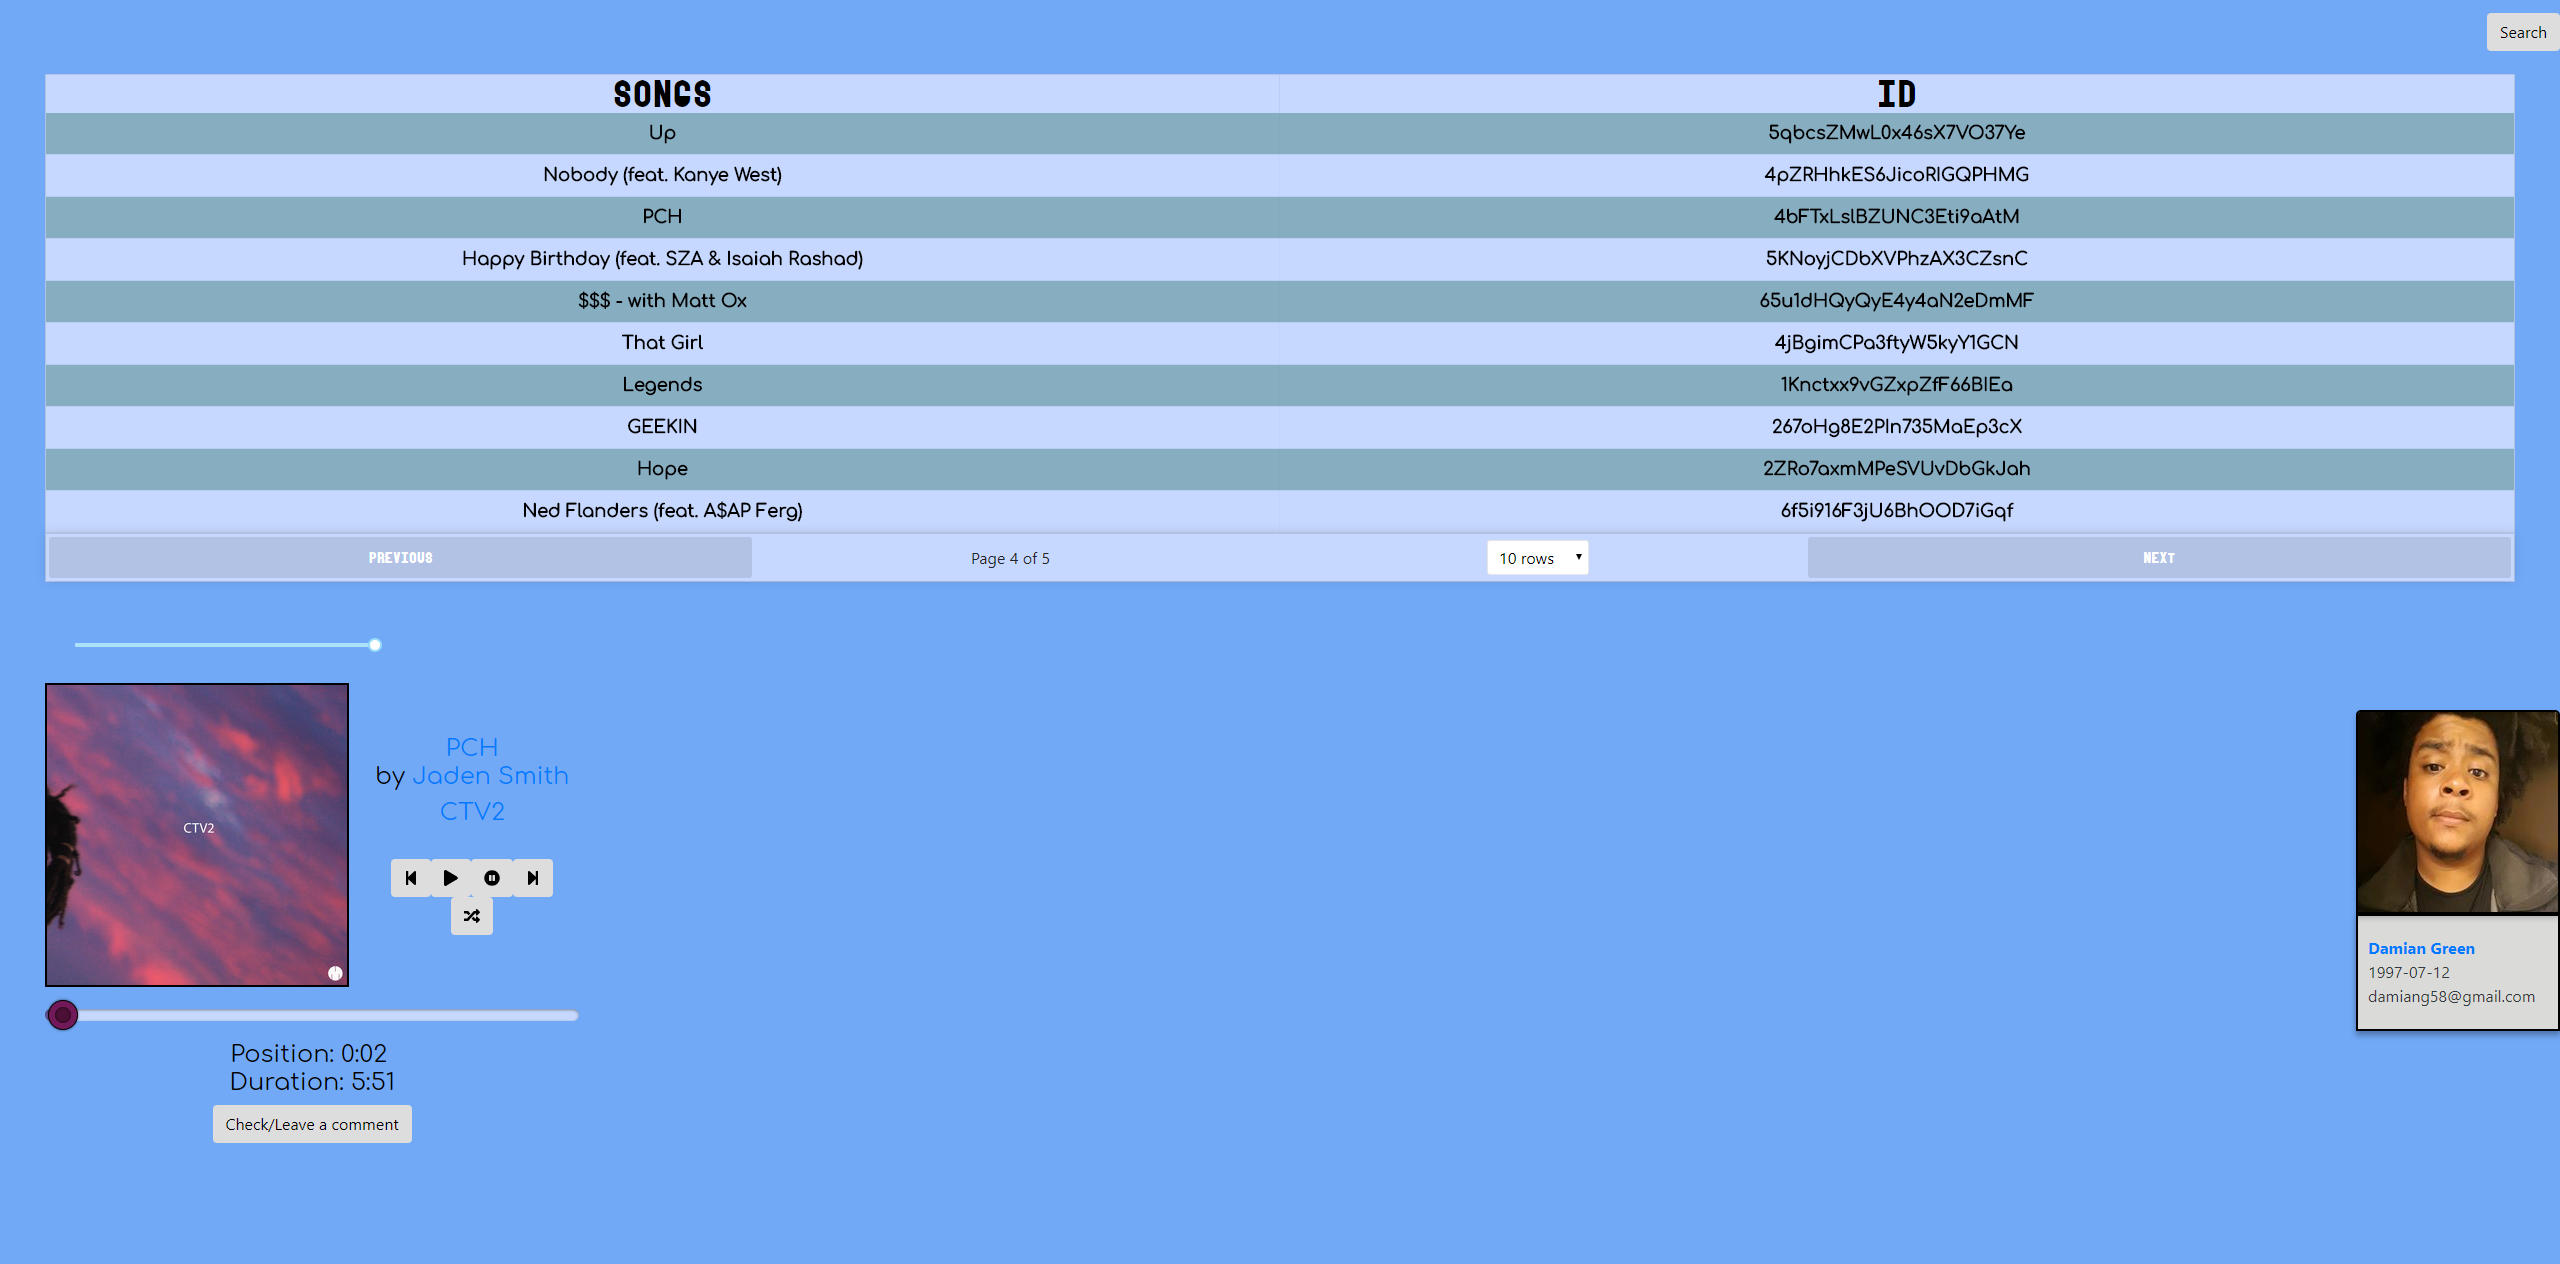 Search
SONGS ID
Up 5qbcsZMwL0x46sX7VO37Ye
Nobody (feat. Kanye West) 4pZRHhkES6JicoRIGQPHMG
PCH 4bFTxLslBZUNC3Eti9aAtM
Happy Birthday (feat. SZA & Isaiah Rashad) 5KNoyjCDbXVPhzAX3CZsnC
$$$ - with Matt Ox 65u1dHQyQyE4y4aN2eDmMF
That Girl 4jBgimCPa3ftyW5kyY1GCN
Legends 1Knctxx9vGZxpZfF66BIEa
GEEKIN 267oHg8E2PIn735MaEp3cX
Hope 2ZRo7axmMPeSVUvDbGkJah
Ned Flanders (feat. A$AP Ferg) 6f5i916F3jU6BhOOD7iGqf
PREVIOUS Page 4 of 5 10 rows NEXT
CTV2
PCH
by Jaden Smith
CTV2
Position: 0:02
Duration: 5:51
Check/Leave a comment
Damian Green
1997-07-12
damiang58@gmail.com